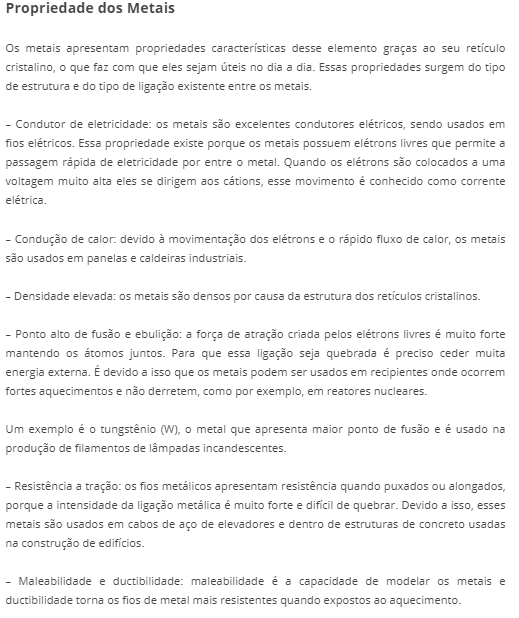 Propriedade dos Metais
Os metais apresentam propriedades características desse elemento graças ao seu retículo
cristalino, o que faz com que eles sejam úteis no dia a dia. Essas propriedades surgem do tipo
de estrutura e do tipo de ligação existente entre os metais.
– Condutor de eletricidade: os metais são excelentes condutores elétricos, sendo usados em
fios elétricos. Essa propriedade existe porque os metais possuem elétrons livres que permite a
passagem rápida de eletricidade por entre o metal. Quando os elétrons são colocados a uma
voltagem muito alta eles se dirigem aos cátions, esse movimento é conhecido como corrente
elétrica.
– Condução de calor: devido à movimentação dos elétrons e o rápido fluxo de calor, os metais
são usados em panelas e caldeiras industriais.
– Densidade elevada: os metais são densos por causa da estrutura dos retículos cristalinos.
– Ponto alto de fusão e ebulição: a força de atração criada pelos elétrons livres é muito forte
mantendo os átomos juntos. Para que essa ligação seja quebrada é preciso ceder muita
energia externa. É devido a isso que os metais podem ser usados em recipientes onde ocorrem
fortes aquecimentos e não derretem, como por exemplo, em reatores nucleares.
Um exemplo é o tungstênio (W), o metal que apresenta maior ponto de fusão e é usado na
produção de filamentos de lâmpadas incandescentes.
– Resistência a tração: os fios metálicos apresentam resistência quando puxados ou alongados,
porque a intensidade da ligação metálica é muito forte e difícil de quebrar. Devido a isso, esses
metais são usados em cabos de aço de elevadores e dentro de estruturas de concreto usadas
na construção de edifícios.
– Maleabilidade e ductibilidade: maleabilidade é a capacidade de modelar os metais e
ductibilidade torna os fios de metal mais resistentes quando expostos ao aquecimento.